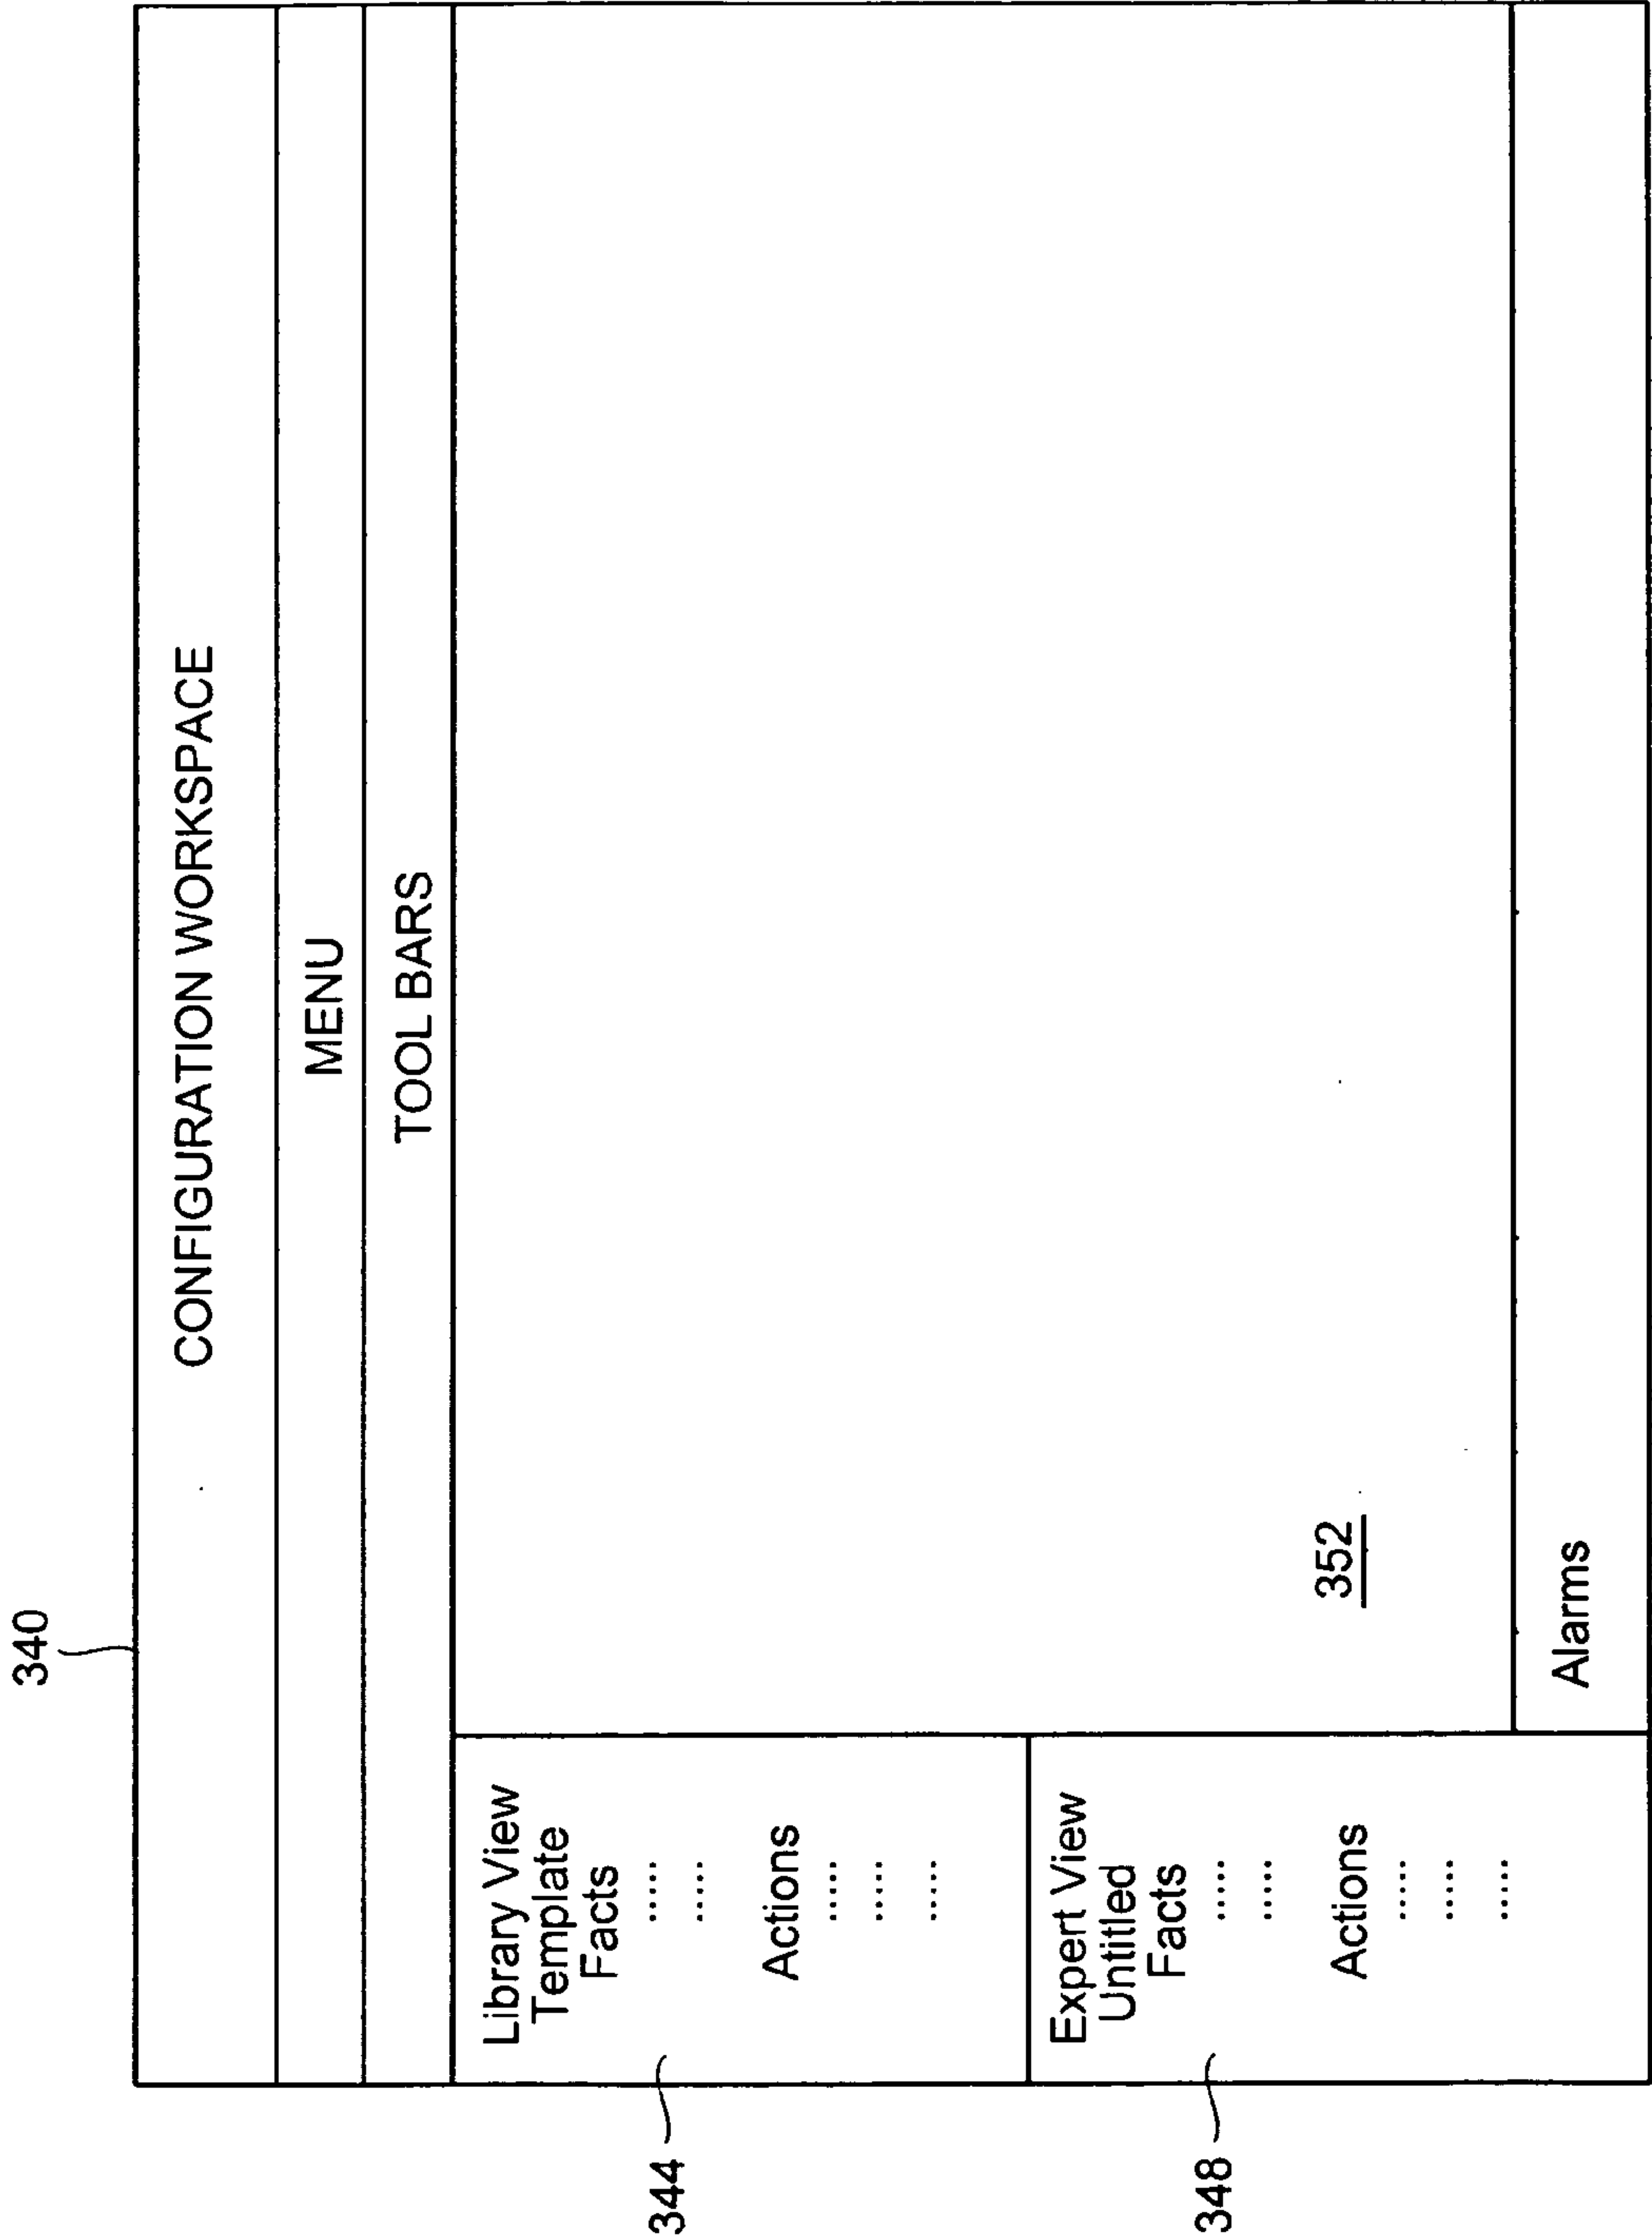 340
CONFIGURATION WORKSPACE
MENU
TOOL BARS
344
Library View
Template
Facts
.....
.....
Actions
.....
.....
.....
348
Expert View
Untitled
Facts
.....
.....
Actions
.....
.....
.....
352
Alarms